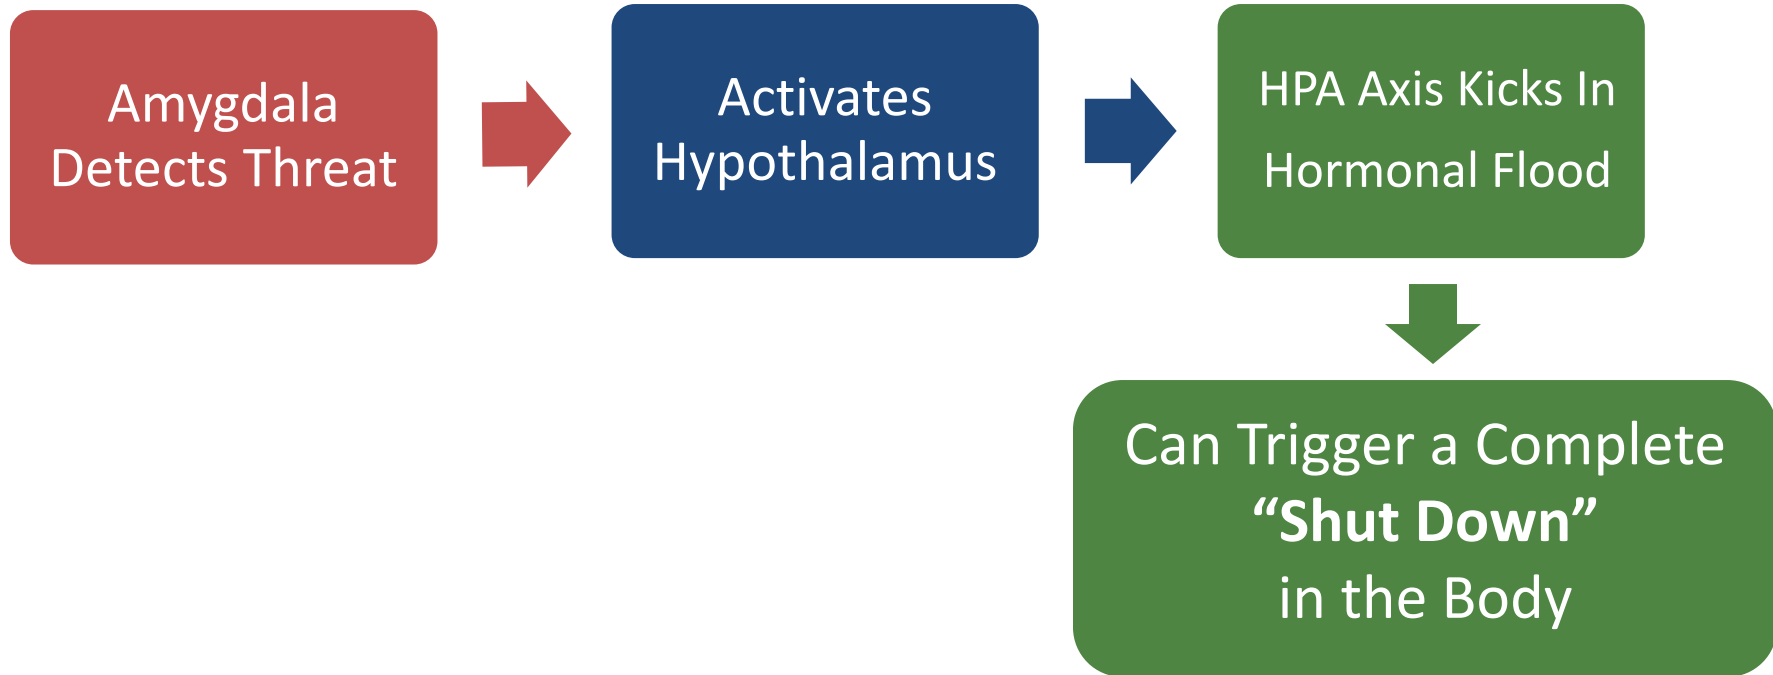 Amygdala
Detects Threat
Activates
Hypothalamus
HPA Axis Kicks In
Hormonal Flood
Can Trigger a Complete
“Shut Down”
in the Body